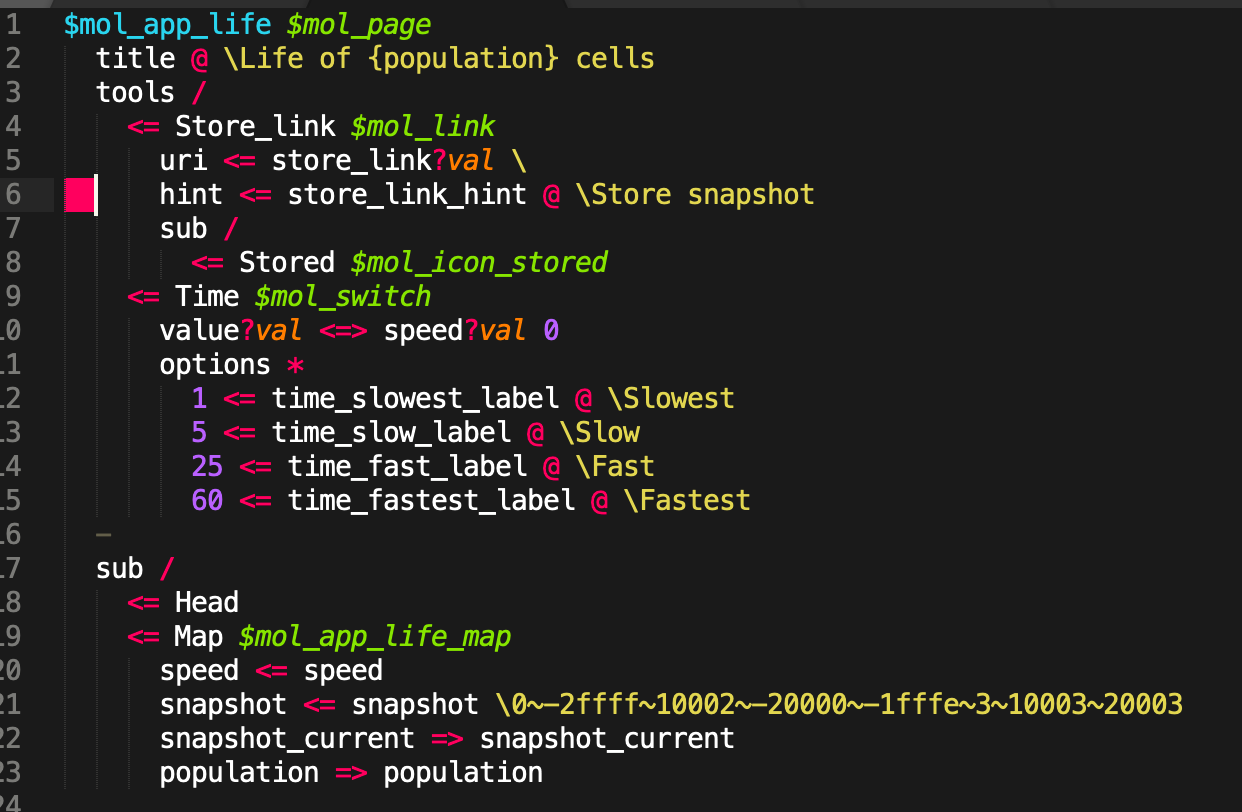 1 $mol_app_life $mol_page
2 title @ \Life of {population} cells
3 tools /
4 <= Store_link $mol_link
5 uri <= store_link?val \
6 hint <= store_link_hint @ \Store snapshot
7 sub /
8 <= Stored $mol_icon_stored
9 <= Time $mol_switch
10 value?val <=> speed?val 0
11 options *
12 1 <= time_slowest_label @ \Slowest
13 5 <= time_slow_label @ \Slow
14 25 <= time_fast_label @ \Fast
15 60 <= time_fastest_label @ \Fastest
16 -
17 sub /
18 <= Head
19 <= Map $mol_app_life_map
20 speed <= speed
21 snapshot <= snapshot \0~-2ffff~10002~-20000~-1fffe~3~10003~20003
22 snapshot_current => snapshot_current
23 population => population
24